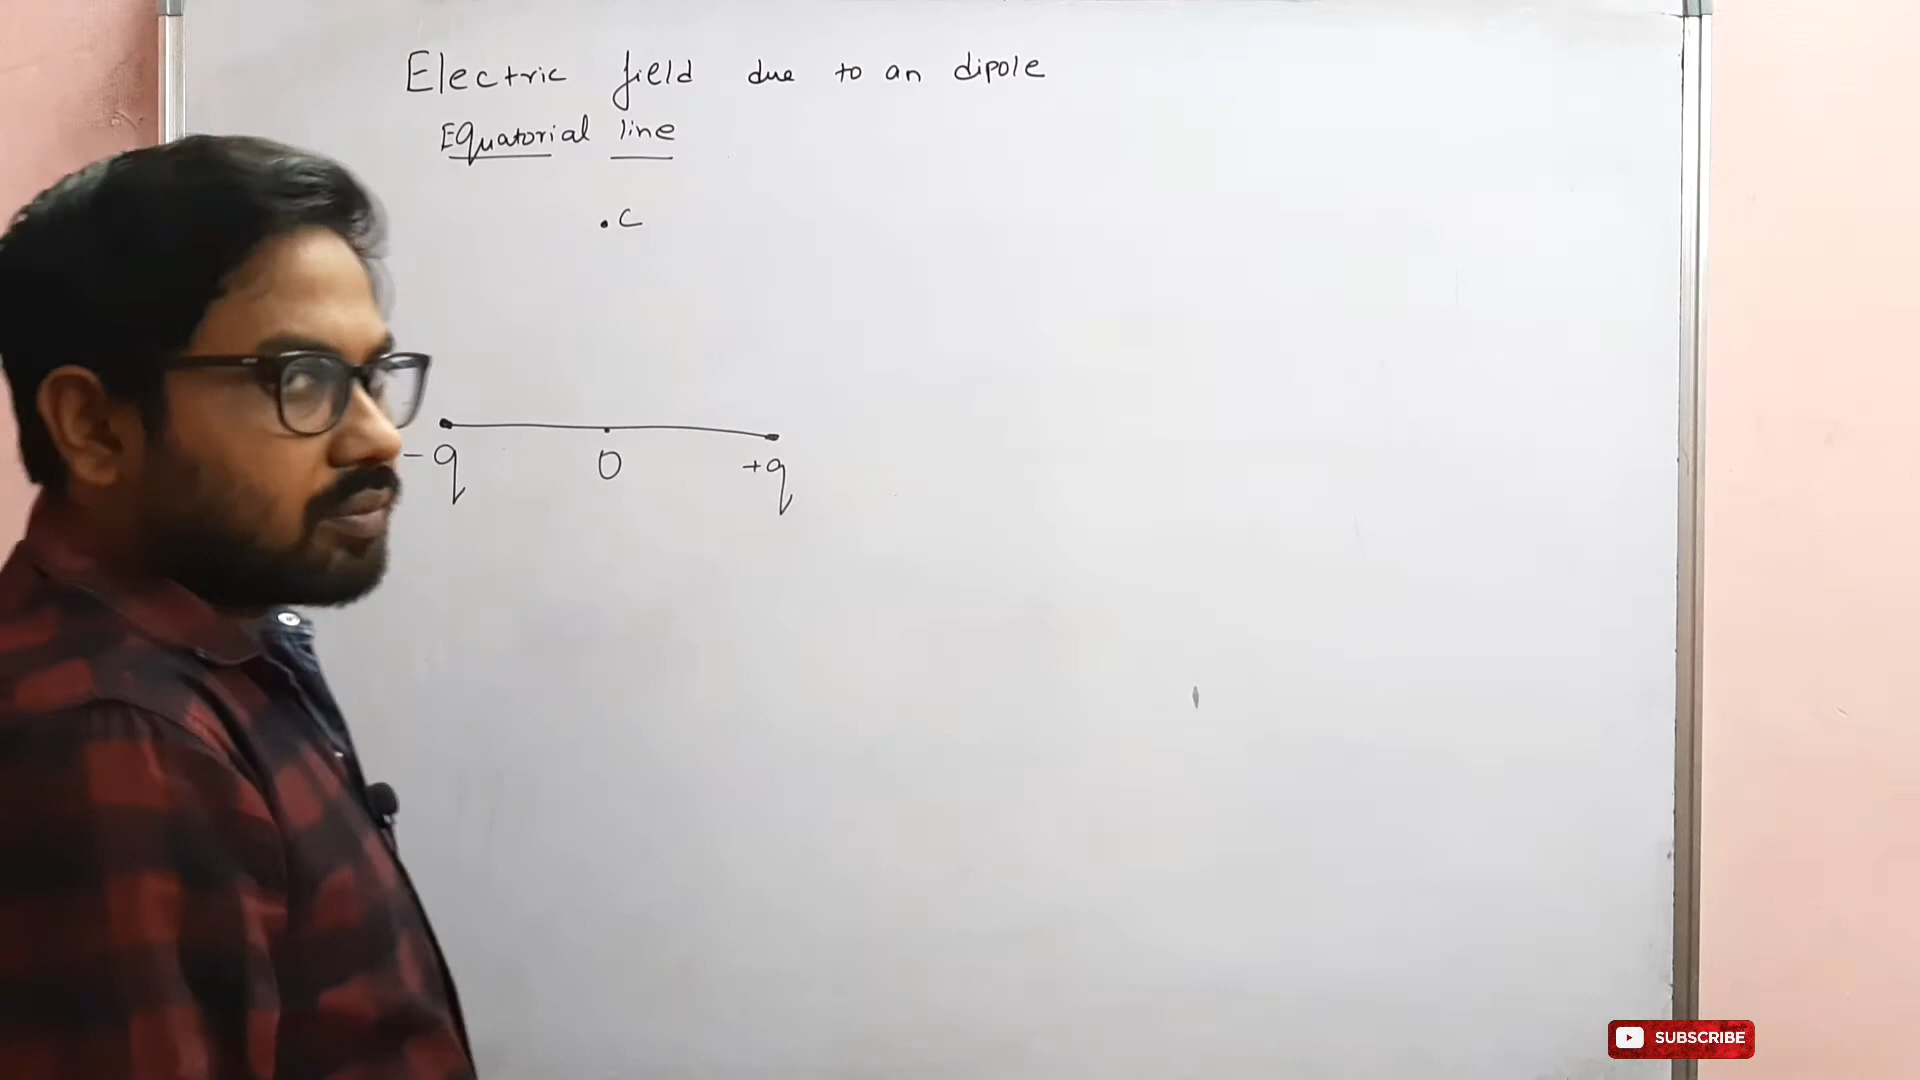 Electric field due to an dipole
Equatorial line
.c
-q O +q
SUBSCRIBE